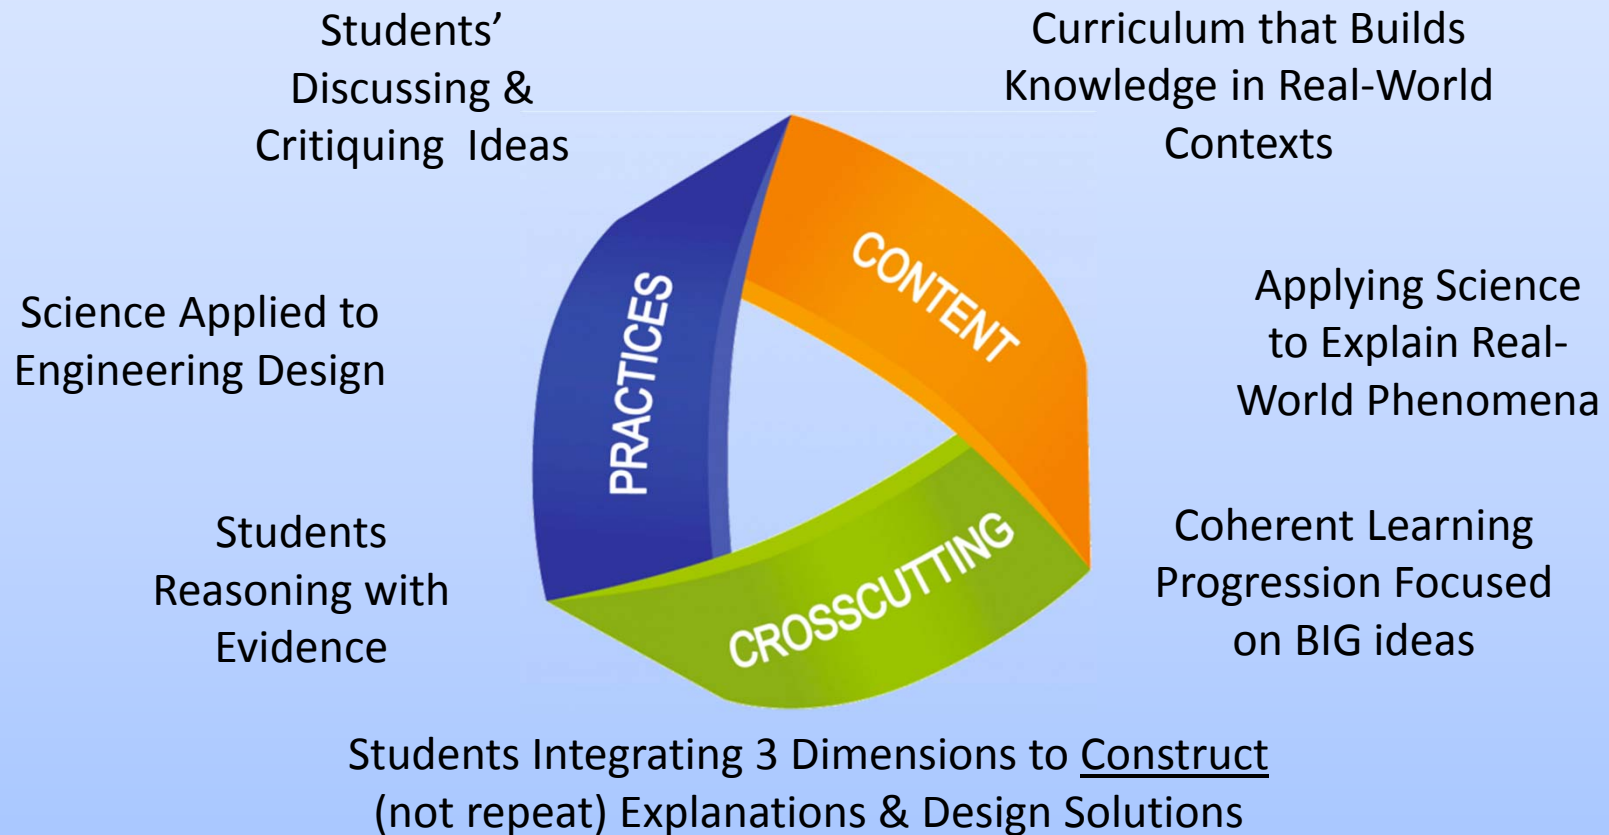 Students’
Discussing &
Critiquing  Ideas
Curriculum that Builds
Knowledge in Real-World
Contexts
Science Applied to
Engineering Design
PRACTICES
CONTENT
Applying Science
to Explain Real-
World Phenomena
Students
Reasoning with
Evidence
CROSSCUTTING
Coherent Learning
Progression Focused
on BIG ideas
Students Integrating 3 Dimensions to Construct
(not repeat) Explanations & Design Solutions